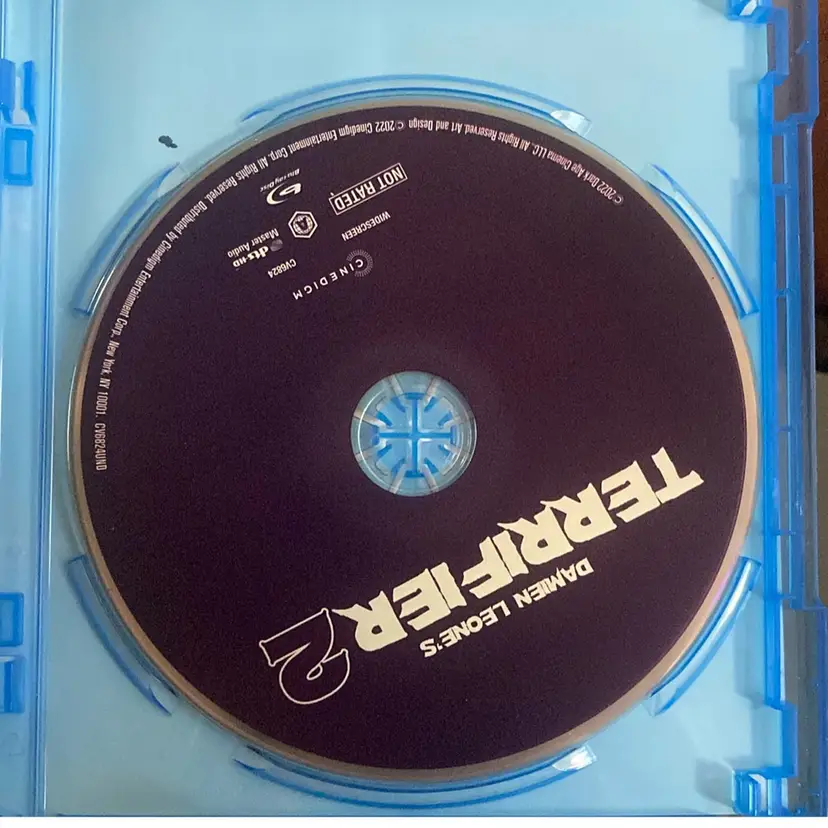 DAMIEN LEONE'S
TERRIFIER 2
CINEDIGM
WIDESCREEN
CV6824
NOT RATED
A
dts-HD
Master Audio
Blu-ray Disc
©2022 Dark Age Cinema LLC. All Rights Reserved. Art and Design © 2022 Cinedigm Entertainment Corp. All Rights Reserved. Distributed by Cinedigm Entertainment Corp., New York, NY 10001. CV6824UND